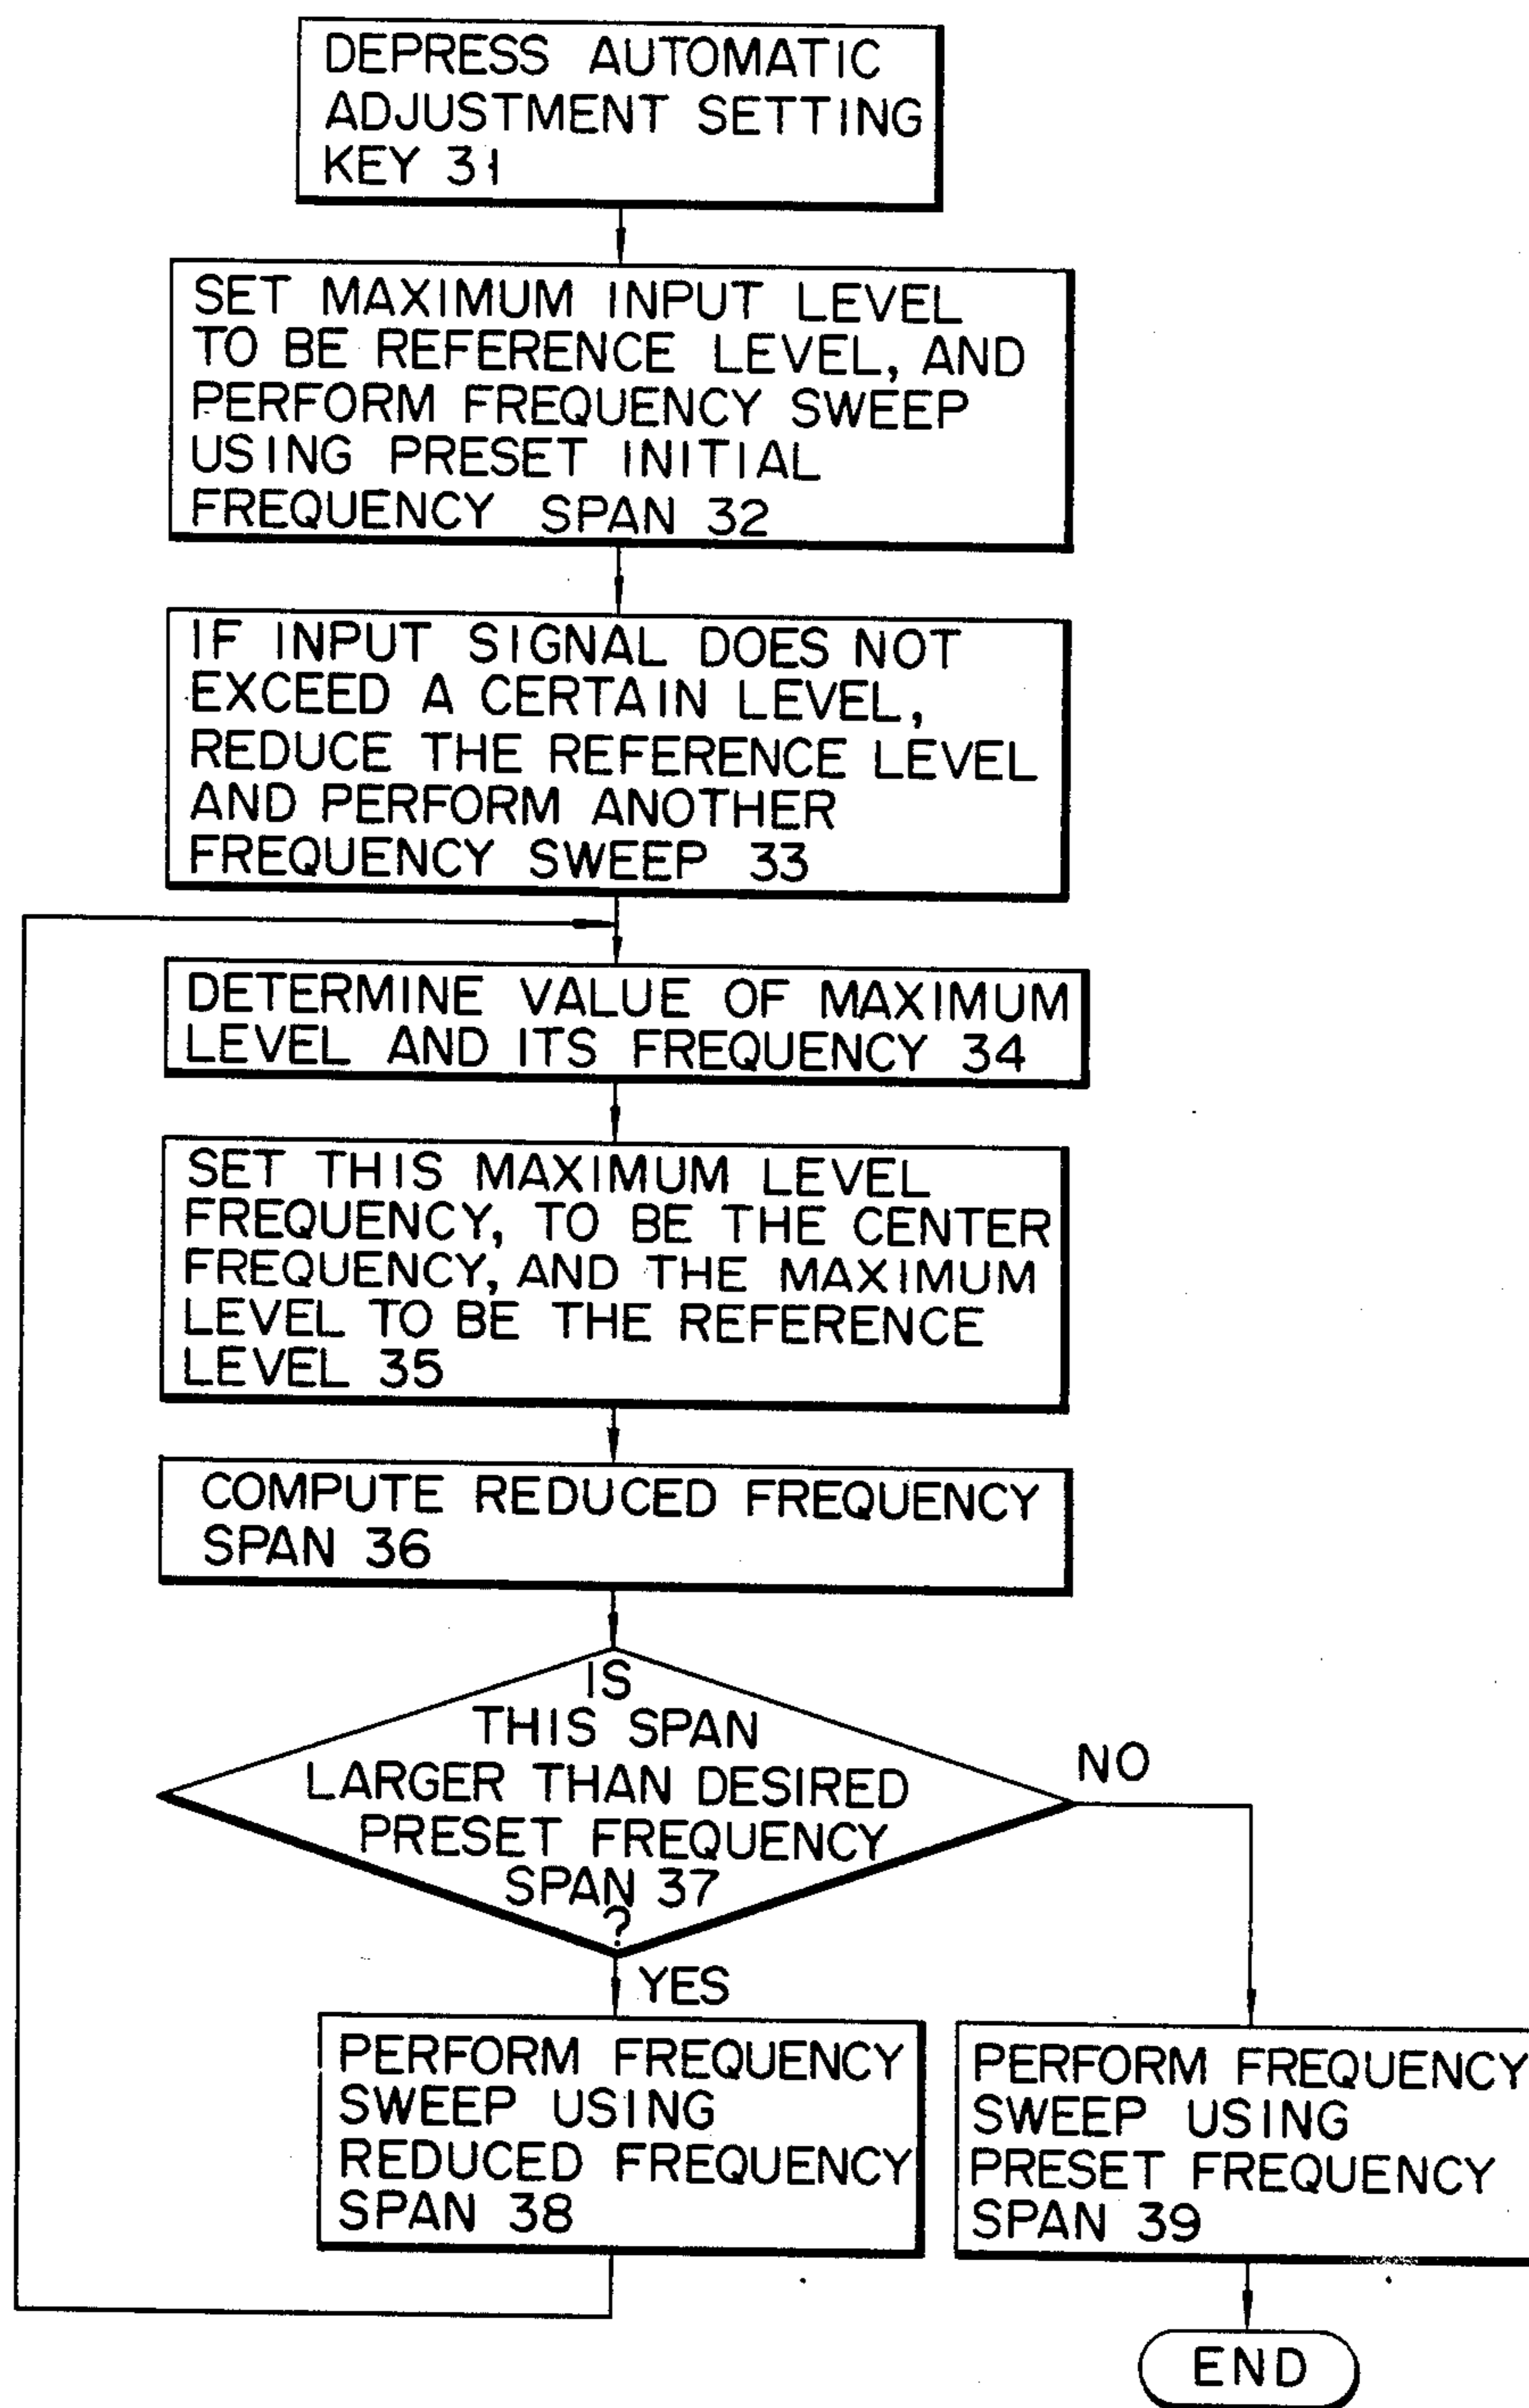 DEPRESS AUTOMATIC
ADJUSTMENT SETTING
KEY 31
SET MAXIMUM INPUT LEVEL
TO BE REFERENCE LEVEL, AND
PERFORM FREQUENCY SWEEP
USING PRESET INITIAL
FREQUENCY SPAN 32
IF INPUT SIGNAL DOES NOT
EXCEED A CERTAIN LEVEL,
REDUCE THE REFERENCE LEVEL
AND PERFORM ANOTHER
FREQUENCY SWEEP 33
DETERMINE VALUE OF MAXIMUM
LEVEL AND ITS FREQUENCY 34
SET THIS MAXIMUM LEVEL
FREQUENCY, TO BE THE CENTER
FREQUENCY, AND THE MAXIMUM
LEVEL TO BE THE REFERENCE
LEVEL 35
COMPUTE REDUCED FREQUENCY
SPAN 36
IS
THIS SPAN
LARGER THAN DESIRED
PRESET FREQUENCY
SPAN 37
?
NO
YES
PERFORM FREQUENCY
SWEEP USING
REDUCED FREQUENCY
SPAN 38
PERFORM FREQUENCY
SWEEP USING
PRESET FREQUENCY
SPAN 39
END